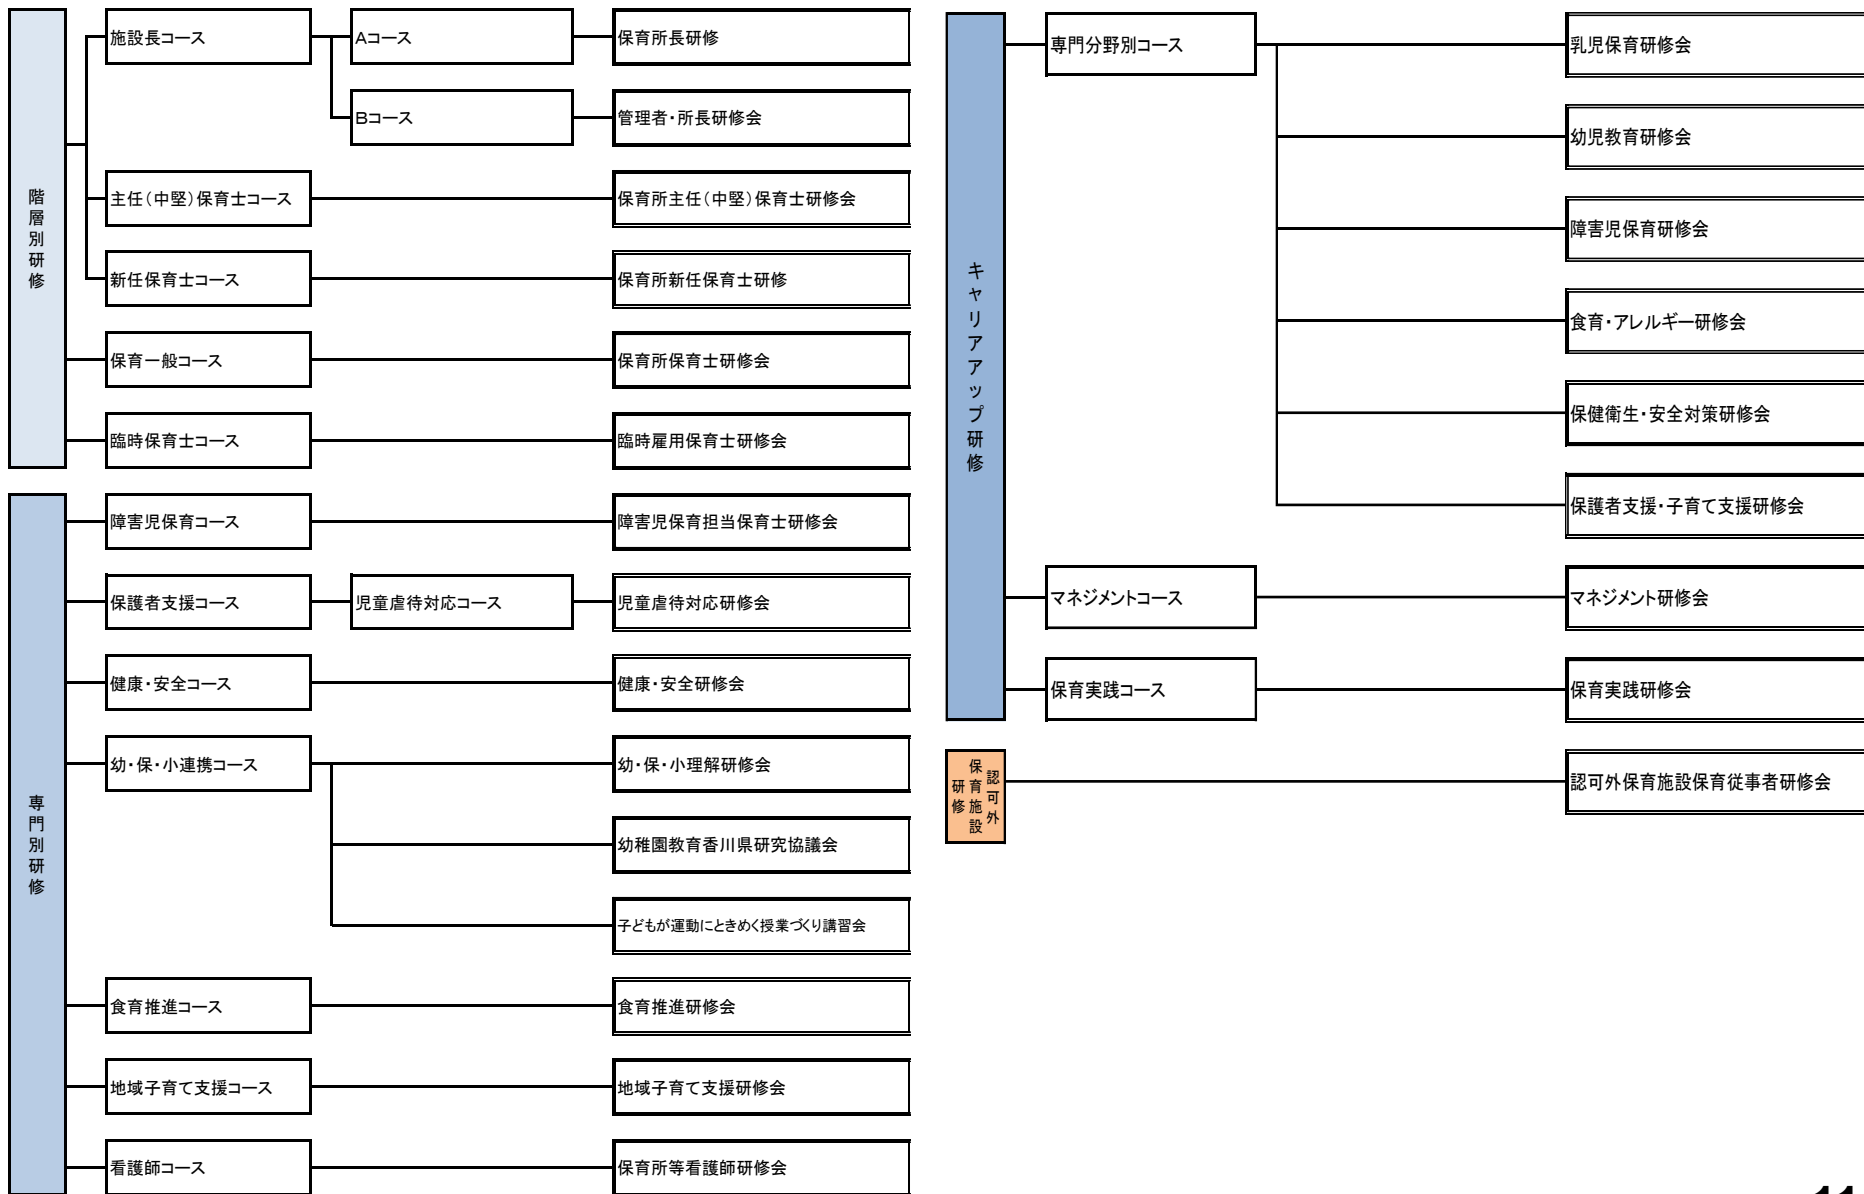 階層別研修
施設長コース
Aコース
保育所長研修
Bコース
管理者・所長研修会
主任（中堅）保育士コース
保育所主任（中堅）保育士研修会
新任保育士コース
保育所新任保育士研修
保育一般コース
保育所保育士研修会
臨時保育士コース
臨時雇用保育士研修会
専門別研修
障害児保育コース
障害児保育担当保育士研修会
保護者支援コース
児童虐待対応コース
児童虐待対応研修会
健康・安全コース
健康・安全研修会
幼・保・小連携コース
幼・保・小理解研修会
幼稚園教育香川県研究協議会
子どもが運動にときめく授業づくり講習会
食育推進コース
食育推進研修会
地域子育て支援コース
地域子育て支援研修会
看護師コース
保育所等看護師研修会
キャリアアップ研修
専門分野別コース
乳児保育研修会
幼児教育研修会
障害児保育研修会
食育・アレルギー研修会
保健衛生・安全対策研修会
保護者支援・子育て支援研修会
マネジメントコース
マネジメント研修会
保育実践コース
保育実践研修会
認可外
保育施設
研修
認可外保育施設保育従事者研修会